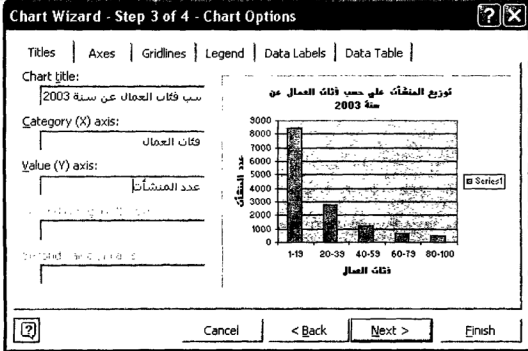 Chart Wizard - Step 3 of 4 - Chart Options
Titles Axes Gridlines Legend Data Labels Data Table
Chart title:
سب فئات العمال عن سنة 2003
Category (X) axis:
فئات العمال
Value (Y) axis:
عدد المنشأت
توزيع المنشأت على حسب فئات العمال عن
سنة 2003
عدد المنشأت
9000
8000
7000
6000
5000
4000
3000
2000
1000
0
1-19 20-39 40-59 60-79 80-100
فئات العمال
Series1
Cancel < Back Next > Finish